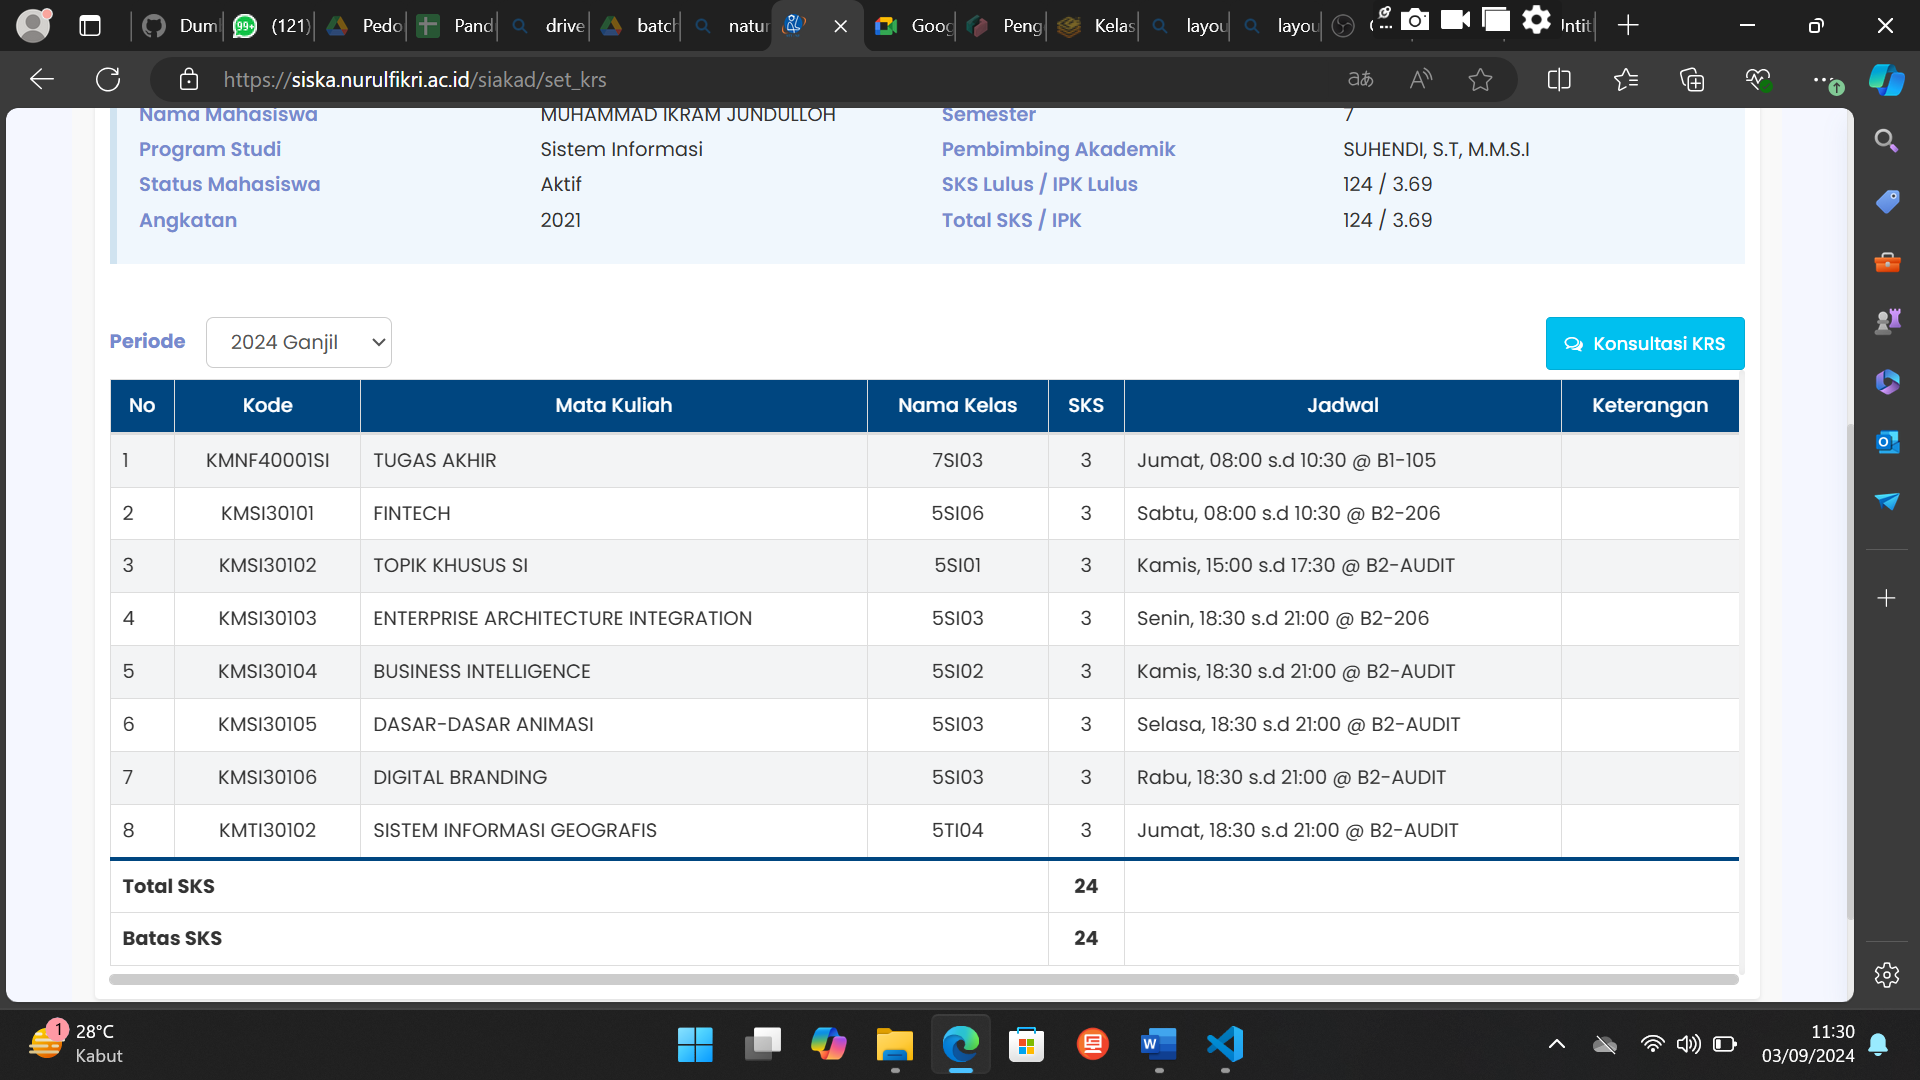 Duml
99+
(121)
Pedo
Pand
drive
batch
natur
Goog
Peng
Kelas
layou
layou
Intit
https://siska.nurulfikri.ac.id/siakad/set_krs
Nama Mahasiswa MUHAMMAD IKRAM JUNDULLOH Semester 7
Program Studi Sistem Informasi Pembimbing Akademik SUHENDI, S.T, M.M.S.I
Status Mahasiswa Aktif SKS Lulus / IPK Lulus 124 / 3.69
Angkatan 2021 Total SKS / IPK 124 / 3.69
Periode 2024 Ganjil Konsultasi KRS
No Kode Mata Kuliah Nama Kelas SKS Jadwal Keterangan
1 KMNF40001SI TUGAS AKHIR 7SI03 3 Jumat, 08:00 s.d 10:30 @ B1-105
2 KMSI30101 FINTECH 5SI06 3 Sabtu, 08:00 s.d 10:30 @ B2-206
3 KMSI30102 TOPIK KHUSUS SI 5SI01 3 Kamis, 15:00 s.d 17:30 @ B2-AUDIT
4 KMSI30103 ENTERPRISE ARCHITECTURE INTEGRATION 5SI03 3 Senin, 18:30 s.d 21:00 @ B2-206
5 KMSI30104 BUSINESS INTELLIGENCE 5SI02 3 Kamis, 18:30 s.d 21:00 @ B2-AUDIT
6 KMSI30105 DASAR-DASAR ANIMASI 5SI03 3 Selasa, 18:30 s.d 21:00 @ B2-AUDIT
7 KMSI30106 DIGITAL BRANDING 5SI03 3 Rabu, 18:30 s.d 21:00 @ B2-AUDIT
8 KMTI30102 SISTEM INFORMASI GEOGRAFIS 5TI04 3 Jumat, 18:30 s.d 21:00 @ B2-AUDIT
Total SKS 24
Batas SKS 24
1
28°C
Kabut
11:30
03/09/2024